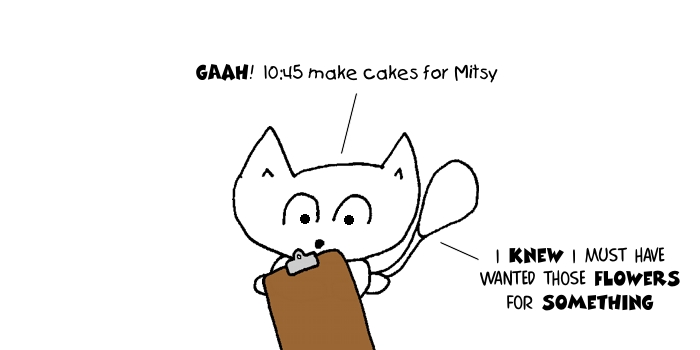 GAAH! 10:45 make cakes for Mitsy
I KNEW I MUST HAVE
WANTED THOSE FLOWERS
FOR SOMETHING